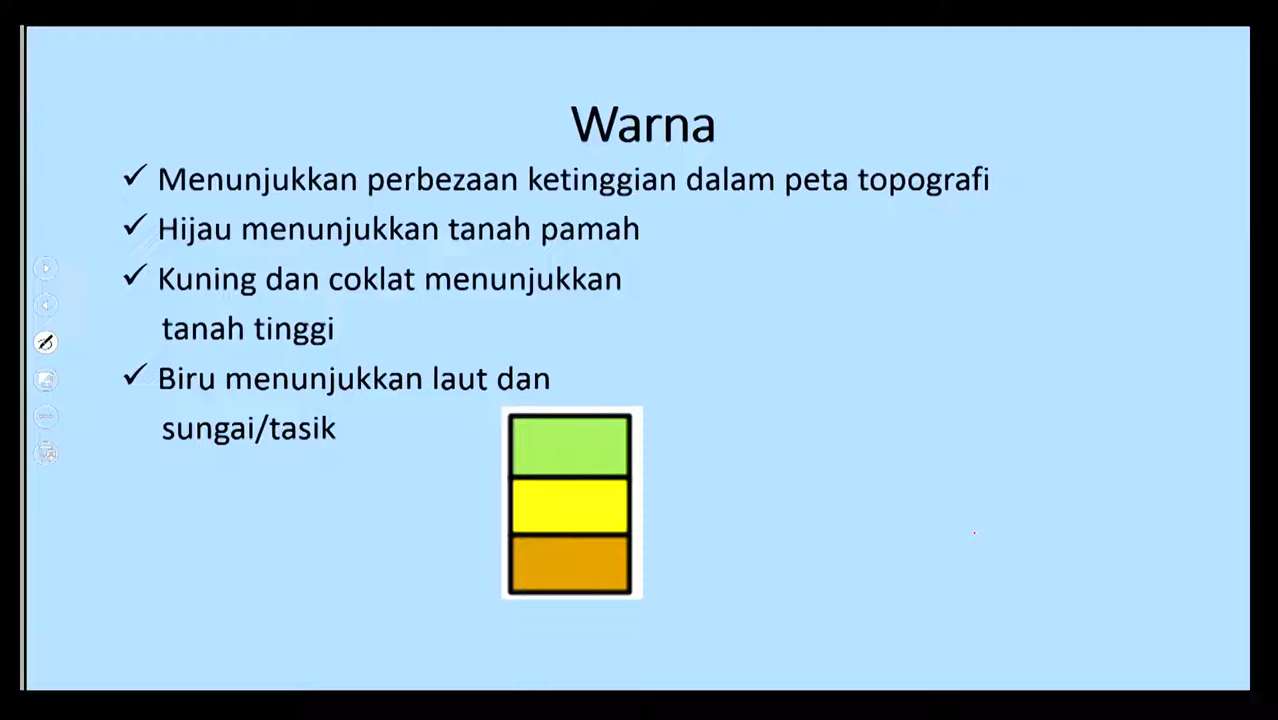 Warna
✓ Menunjukkan perbezaan ketinggian dalam peta topografi
✓ Hijau menunjukkan tanah pamah
✓ Kuning dan coklat menunjukkan
tanah tinggi
✓ Biru menunjukkan laut dan
sungai/tasik